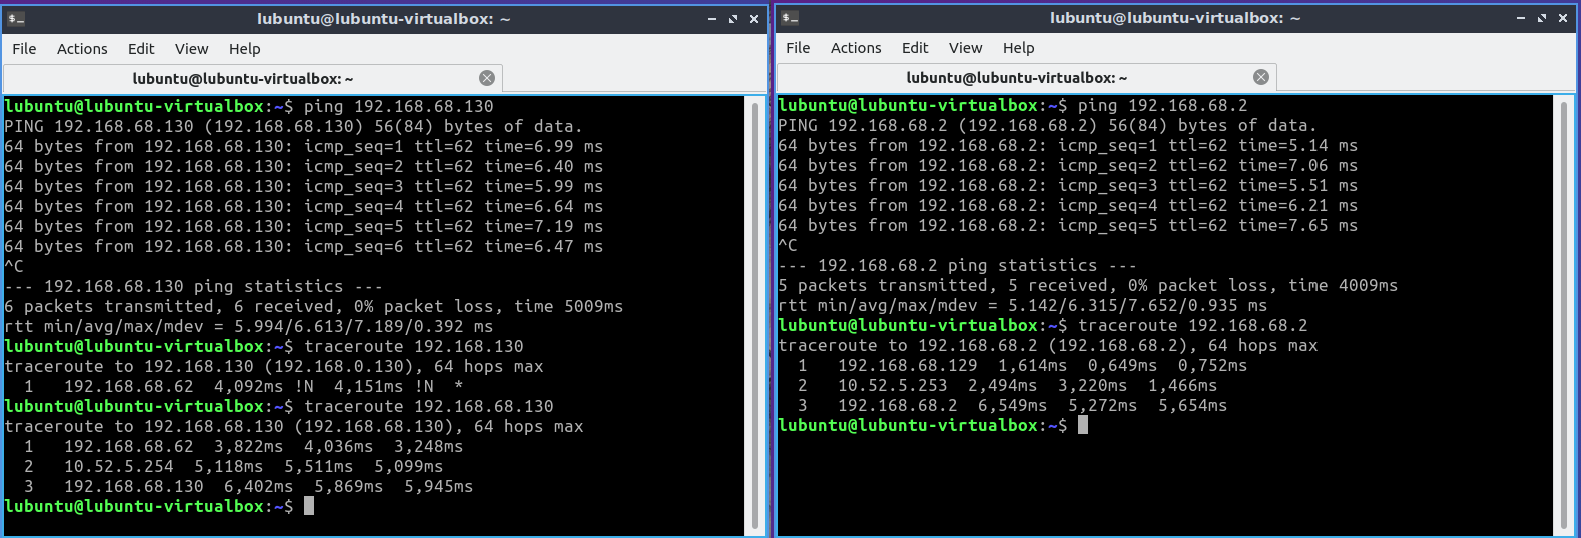 lubuntu@lubuntu-virtualbox: ~
File Actions Edit View Help
lubuntu@lubuntu-virtualbox: ~
lubuntu@lubuntu-virtualbox:~$ ping 192.168.68.130
PING 192.168.68.130 (192.168.68.130) 56(84) bytes of data.
64 bytes from 192.168.68.130: icmp_seq=1 ttl=62 time=6.99 ms
64 bytes from 192.168.68.130: icmp_seq=2 ttl=62 time=6.40 ms
64 bytes from 192.168.68.130: icmp_seq=3 ttl=62 time=5.99 ms
64 bytes from 192.168.68.130: icmp_seq=4 ttl=62 time=6.64 ms
64 bytes from 192.168.68.130: icmp_seq=5 ttl=62 time=7.19 ms
64 bytes from 192.168.68.130: icmp_seq=6 ttl=62 time=6.47 ms
^C
--- 192.168.68.130 ping statistics ---
6 packets transmitted, 6 received, 0% packet loss, time 5009ms
rtt min/avg/max/mdev = 5.994/6.613/7.189/0.392 ms
lubuntu@lubuntu-virtualbox:~$ traceroute 192.168.130
traceroute to 192.168.130 (192.168.0.130), 64 hops max
1 192.168.68.62 4,092ms !N 4,151ms !N *
lubuntu@lubuntu-virtualbox:~$ traceroute 192.168.68.130
traceroute to 192.168.68.130 (192.168.68.130), 64 hops max
1 192.168.68.62 3,822ms 4,036ms 3,248ms
2 10.52.5.254 5,118ms 5,511ms 5,099ms
3 192.168.68.130 6,402ms 5,869ms 5,945ms
lubuntu@lubuntu-virtualbox:~$
lubuntu@lubuntu-virtualbox: ~
File Actions Edit View Help
lubuntu@lubuntu-virtualbox: ~
lubuntu@lubuntu-virtualbox:~$ ping 192.168.68.2
PING 192.168.68.2 (192.168.68.2) 56(84) bytes of data.
64 bytes from 192.168.68.2: icmp_seq=1 ttl=62 time=5.14 ms
64 bytes from 192.168.68.2: icmp_seq=2 ttl=62 time=7.06 ms
64 bytes from 192.168.68.2: icmp_seq=3 ttl=62 time=5.51 ms
64 bytes from 192.168.68.2: icmp_seq=4 ttl=62 time=6.21 ms
64 bytes from 192.168.68.2: icmp_seq=5 ttl=62 time=7.65 ms
^C
--- 192.168.68.2 ping statistics ---
5 packets transmitted, 5 received, 0% packet loss, time 4009ms
rtt min/avg/max/mdev = 5.142/6.315/7.652/0.935 ms
lubuntu@lubuntu-virtualbox:~$ traceroute 192.168.68.2
traceroute to 192.168.68.2 (192.168.68.2), 64 hops max
1 192.168.68.129 1,614ms 0,649ms 0,752ms
2 10.52.5.253 2,494ms 3,220ms 1,466ms
3 192.168.68.2 6,549ms 5,272ms 5,654ms
lubuntu@lubuntu-virtualbox:~$